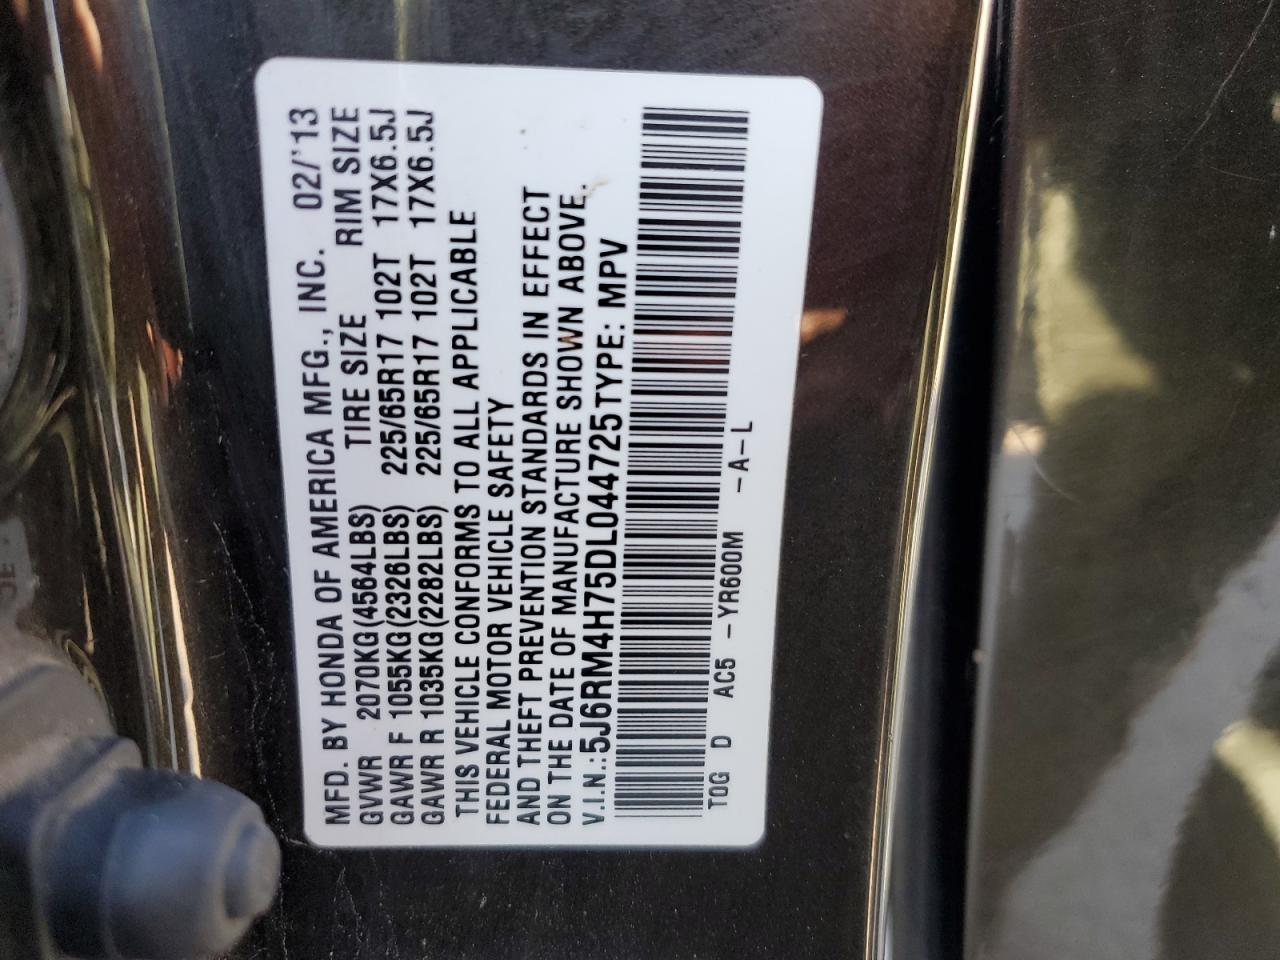 MFD. BY HONDA OF AMERICA MFG., INC. 02/'13
GVWR 2070KG(4564LBS) TIRE SIZE RIM SIZE
GAWR F 1055KG(2326LBS) 225/65R17 102T 17X6.5J
GAWR R 1035KG(2282LBS) 225/65R17 102T 17X6.5J
THIS VEHICLE CONFORMS TO ALL APPLICABLE
FEDERAL MOTOR VEHICLE SAFETY
AND THEFT PREVENTION STANDARDS IN EFFECT
ON THE DATE OF MANUFACTURE SHOWN ABOVE.
V.I.N.:5J6RM4H75DL044725 TYPE: MPV
TOG D AC5 -YR600M -A-L